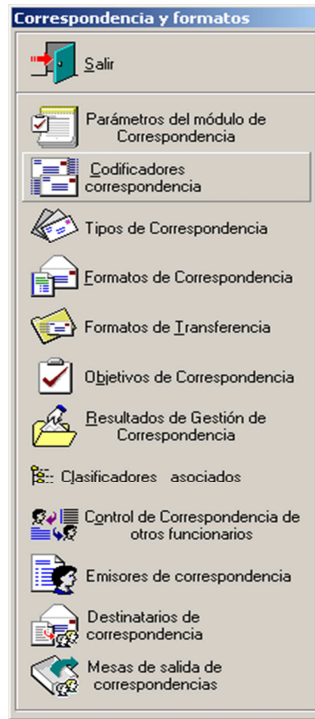 Correspondencia y formatos
Salir
Parámetros del módulo de
Correspondencia
Codificadores
correspondencia
Tipos de Correspondencia
Formatos de Correspondencia
Formatos de Transferencia
Objetivos de Correspondencia
Resultados de Gestión de
Correspondencia
Clasificadores asociados
Control de Correspondencia de
otros funcionarios
Emisores de correspondencia
Destinatarios de
correspondencia
Mesas de salida de
correspondencias